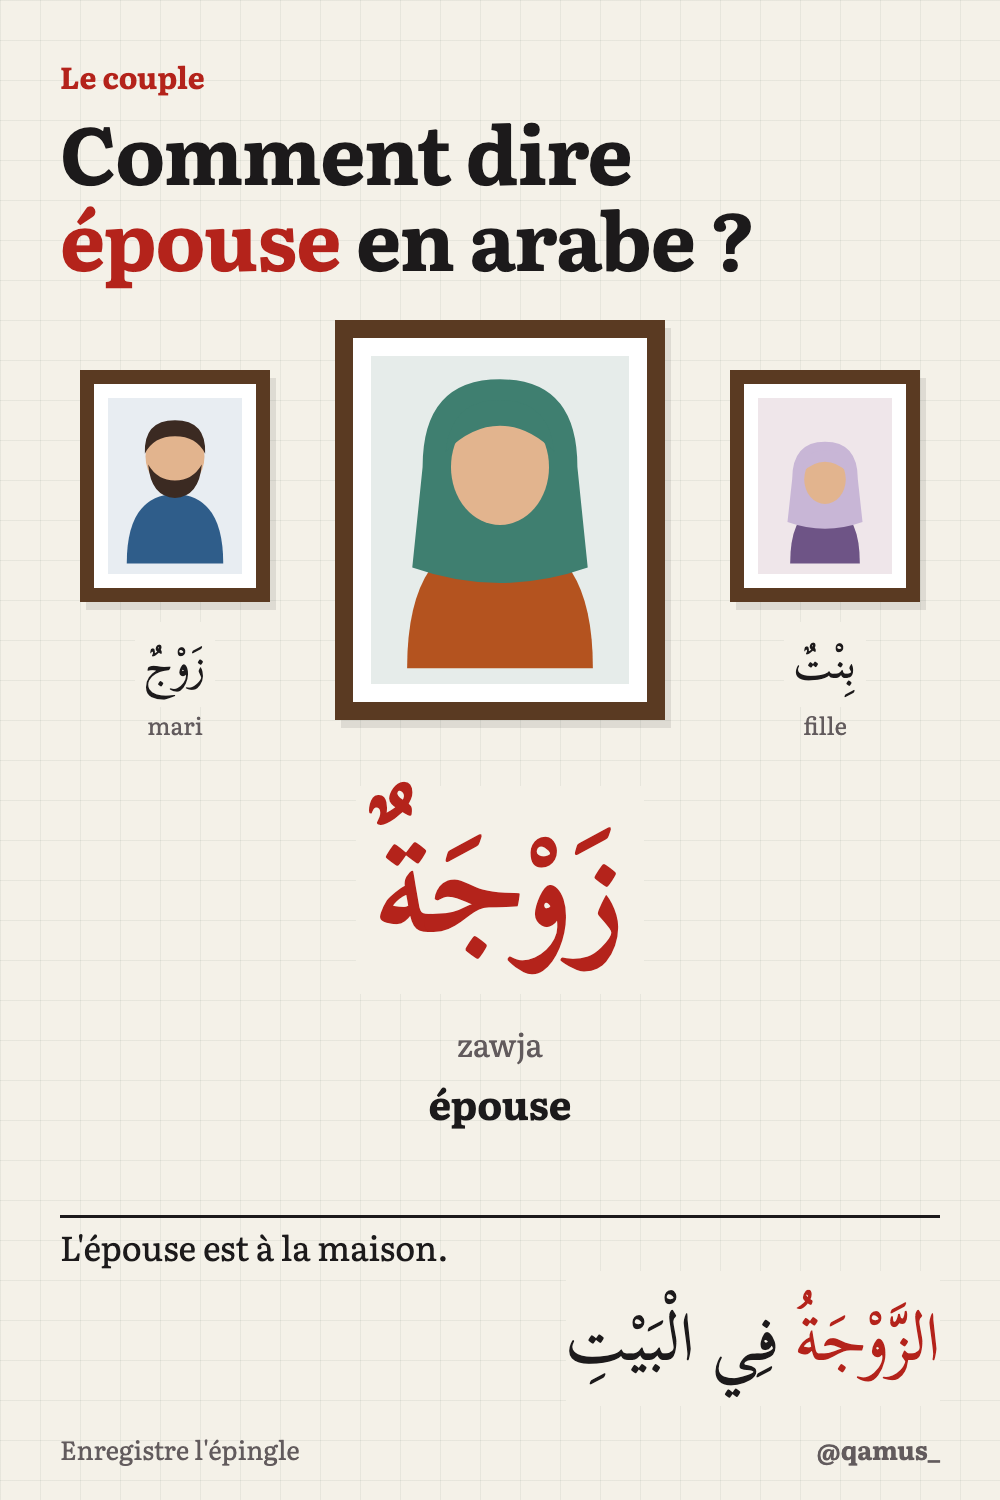 Le couple
Comment dire
épouse en arabe ?
زَوْجٌ
mari
بِنْتٌ
fille
زَوْجَةٌ
zawja
épouse
L'épouse est à la maison.
الزَّوْجَةُ فِي الْبَيْتِ
Enregistre l'épingle
@qamus_